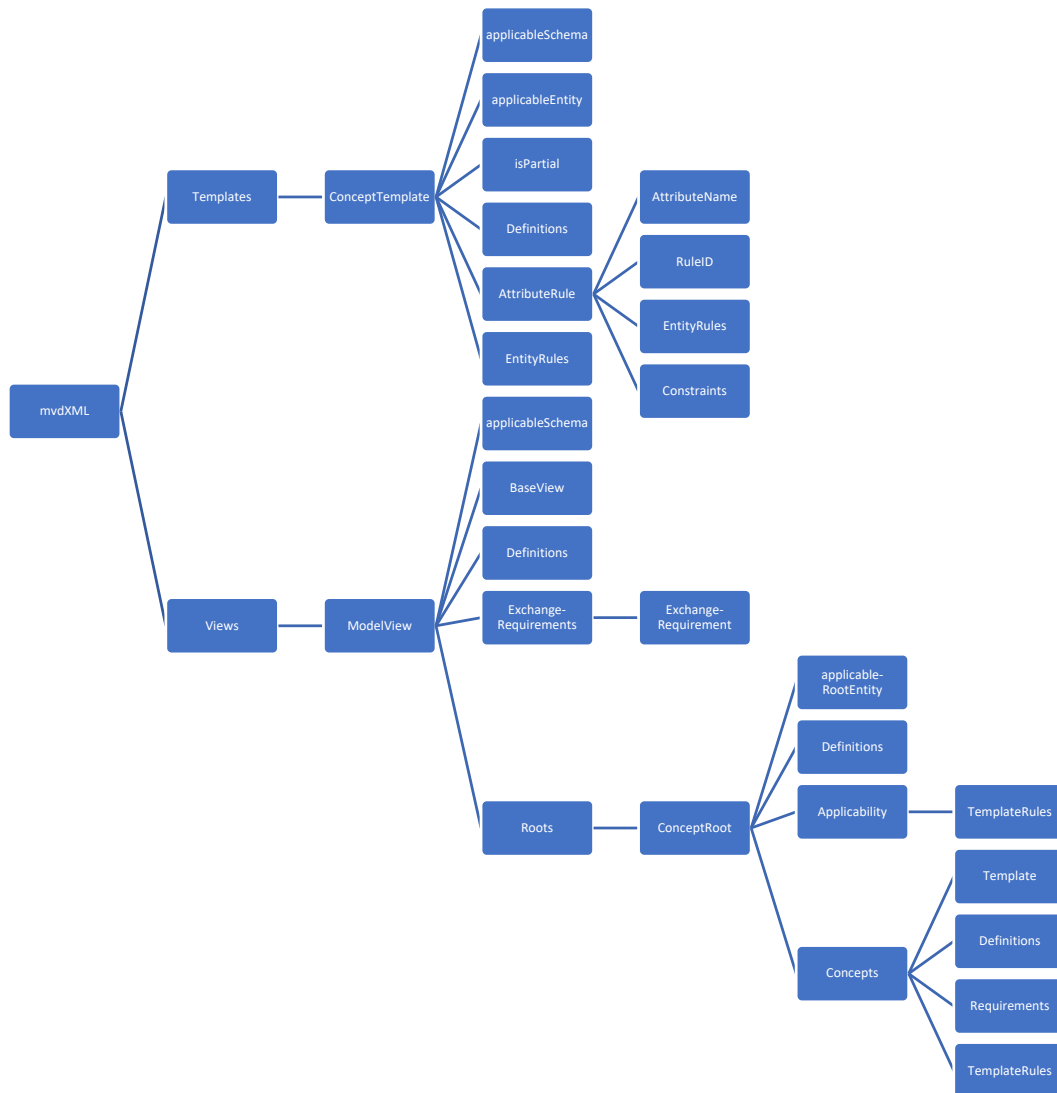 applicableSchema
applicableEntity
isPartial
Templates
ConceptTemplate
AttributeName
Definitions
RuleID
AttributeRule
EntityRules
EntityRules
Constraints
mvdXML
applicableSchema
BaseView
Definitions
Views
ModelView
Exchange-
Requirements
Exchange-
Requirement
applicable-
RootEntity
Definitions
Roots
ConceptRoot
Applicability
TemplateRules
Template
Definitions
Concepts
Requirements
TemplateRules